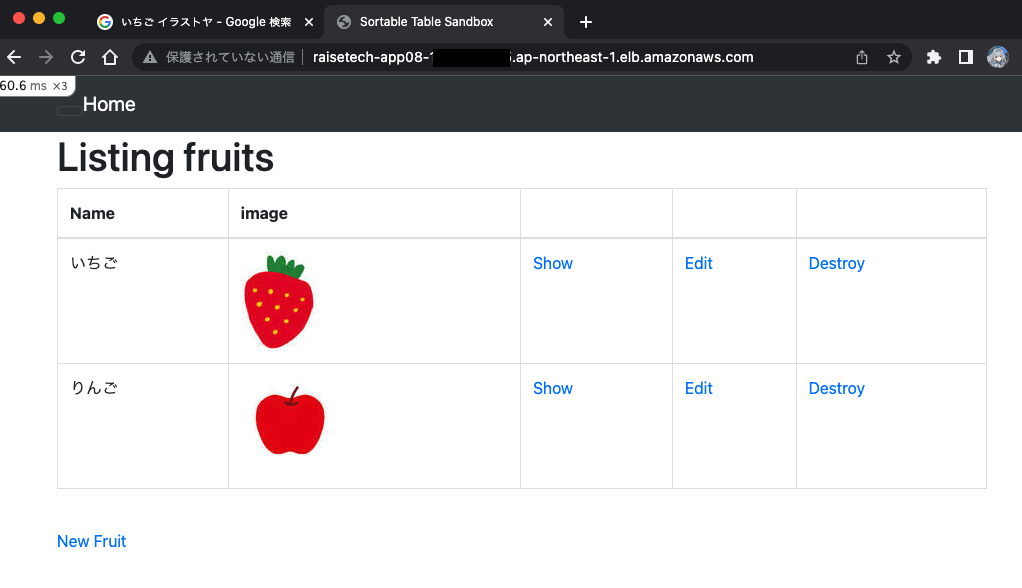 いちご イラストヤ - Google 検索
Sortable Table Sandbox
保護されていない通信
raisetech-app08-1 .ap-northeast-1.elb.amazonaws.com
60.6 ms ×3
Home
Listing fruits
Name image
いちご Show Edit Destroy
りんご Show Edit Destroy
New Fruit